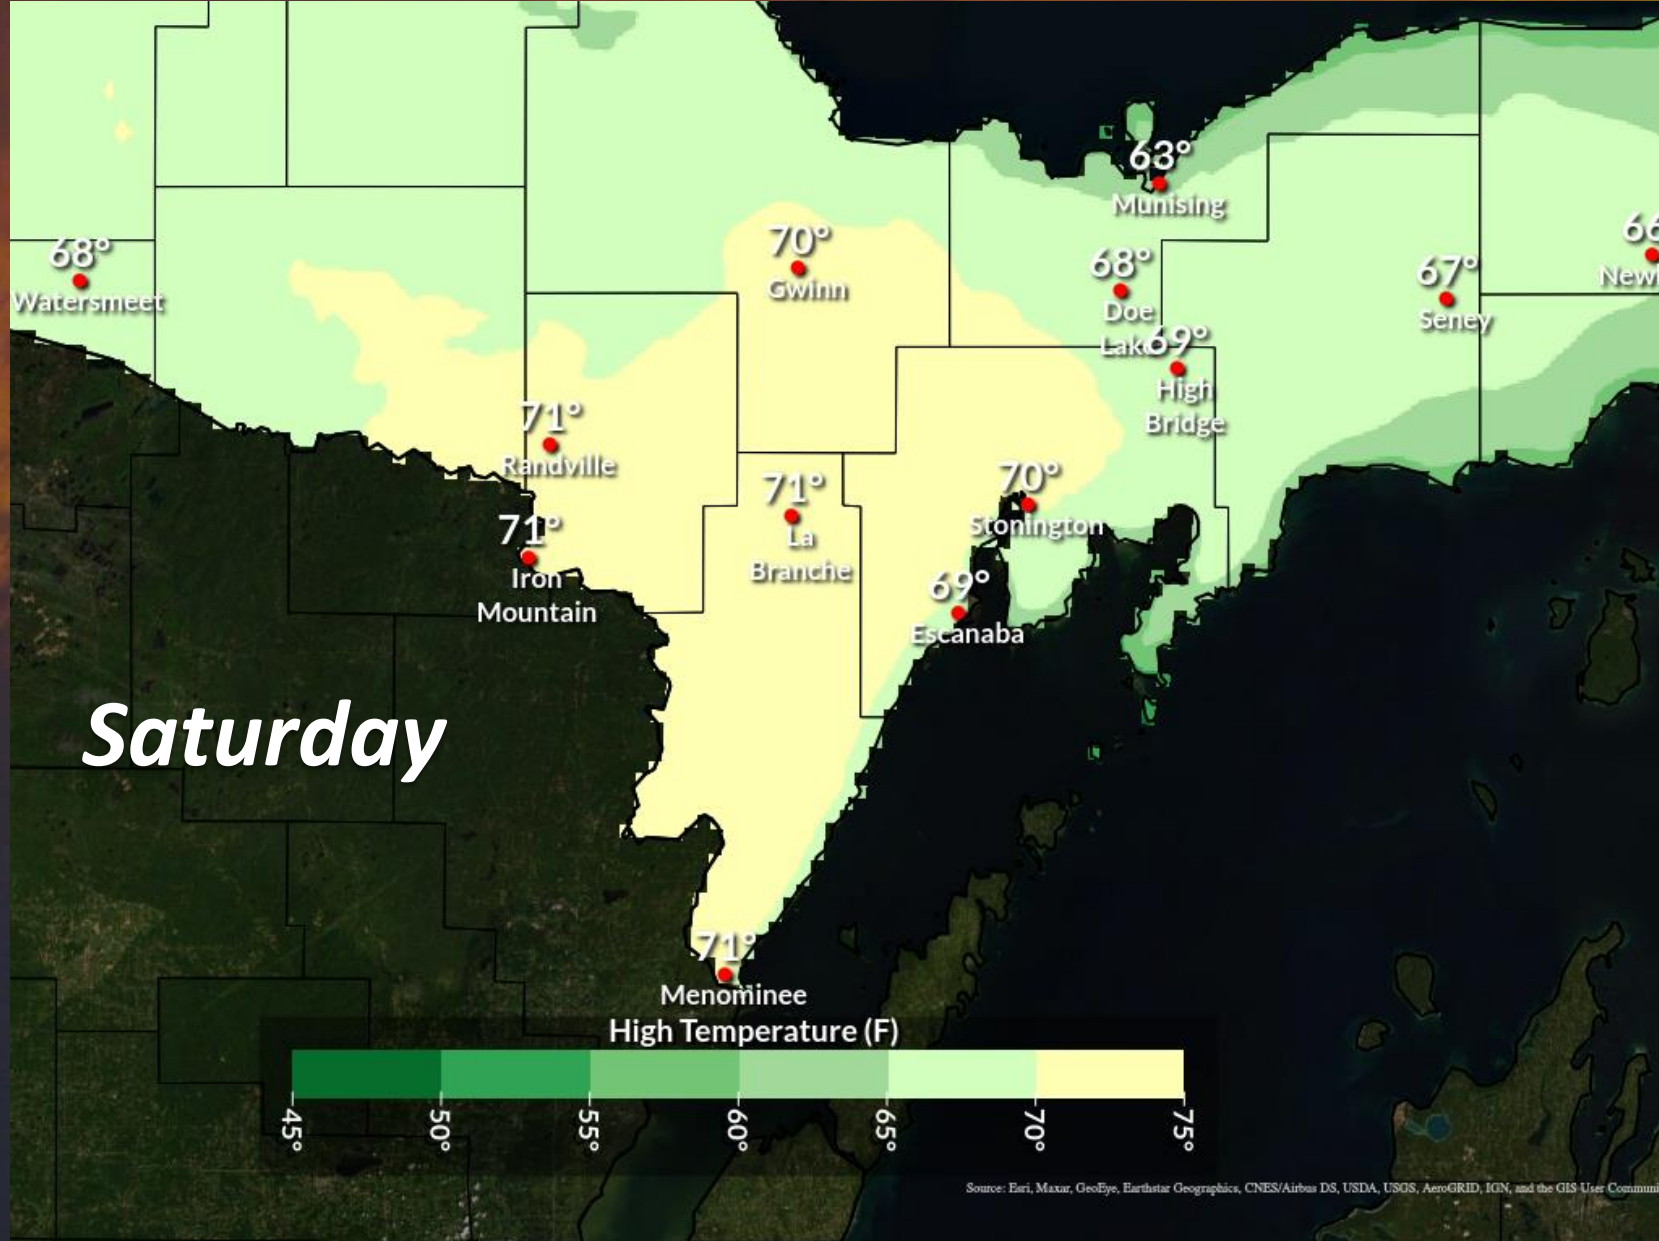 63°
Munising
66
70°
Gwinn
68°
Watersmeet
68°
Doe
Lake
67°
Seney
69°
High
Bridge
71°
Randville
71°
La
Branche
70°
Stonington
71°
Iron
Mountain
69°
Escanaba
Saturday
71°
Menominee
High Temperature (F)
45°
50°
55°
60°
65°
70°
75°
Source: Esri, Maxar, GeoEye, Earthstar Geographics, CNES/Airbus DS, USDA, USGS, AeroGRID, IGN, and the GIS User